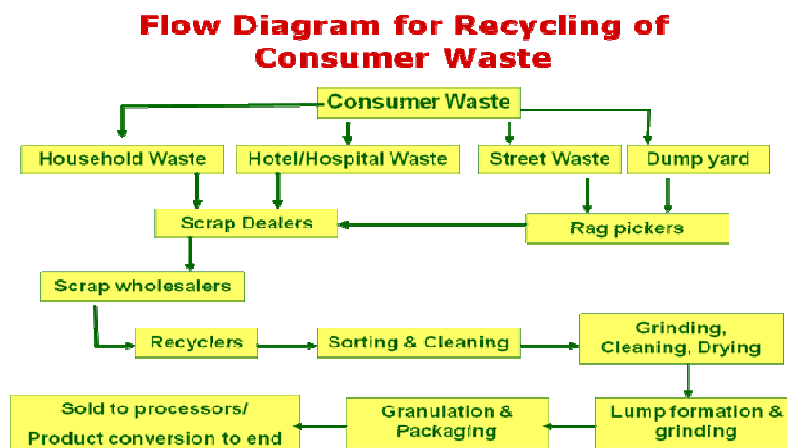 Flow Diagram for Recycling of
Consumer Waste
Consumer Waste
Household Waste
Hotel/Hospital Waste
Street Waste
Dump yard
Scrap Dealers
Rag pickers
Scrap wholesalers
Recyclers
Sorting & Cleaning
Grinding,
Cleaning, Drying
Sold to processors/
Product conversion to end
Granulation &
Packaging
Lump formation &
grinding